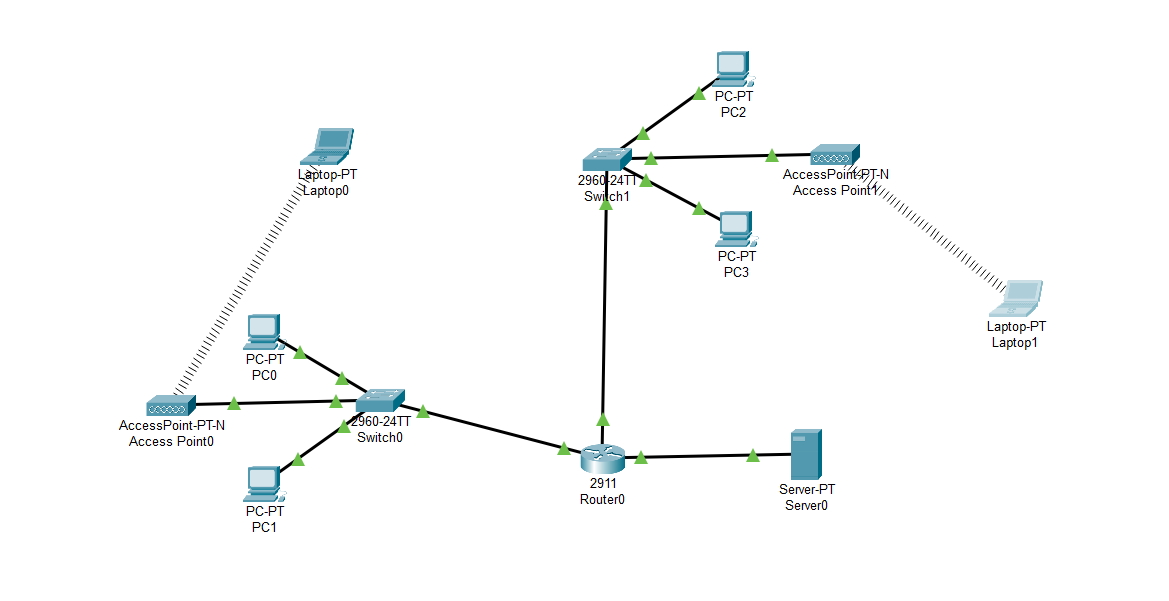 PC-PT
PC2
Laptop-PT
Laptop0
2960-24TT
Switch1
AccessPoint-PT-N
Access Point1
PC-PT
PC3
Laptop-PT
Laptop1
PC-PT
PC0
AccessPoint-PT-N
Access Point0
2960-24TT
Switch0
2911
Router0
Server-PT
Server0
PC-PT
PC1